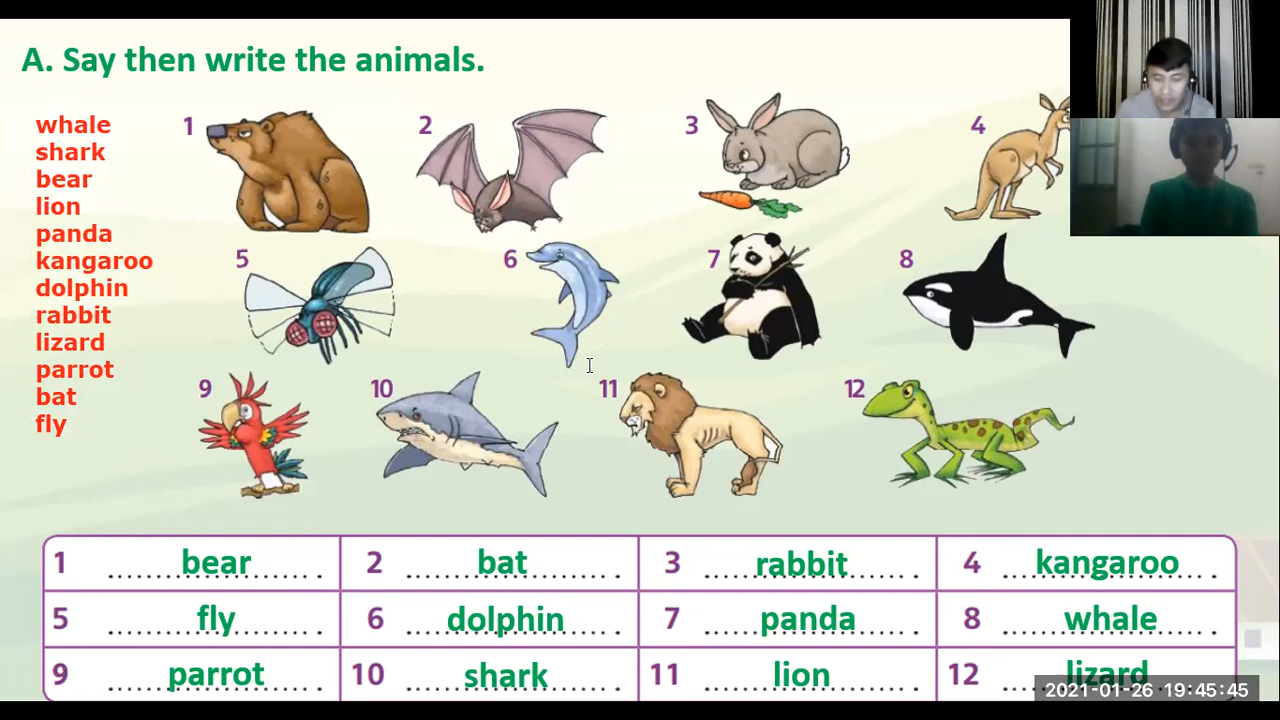 A. Say then write the animals.
whale
shark
bear
lion
panda
kangaroo
dolphin
rabbit
lizard
parrot
bat
fly
1 2 3 4
5 6 7 8
9 10 11 12
1 bear 2 bat 3 rabbit 4 kangaroo
5 fly 6 dolphin 7 panda 8 whale
9 parrot 10 shark 11 lion 12 lizard
2021-01-26 19:45:45